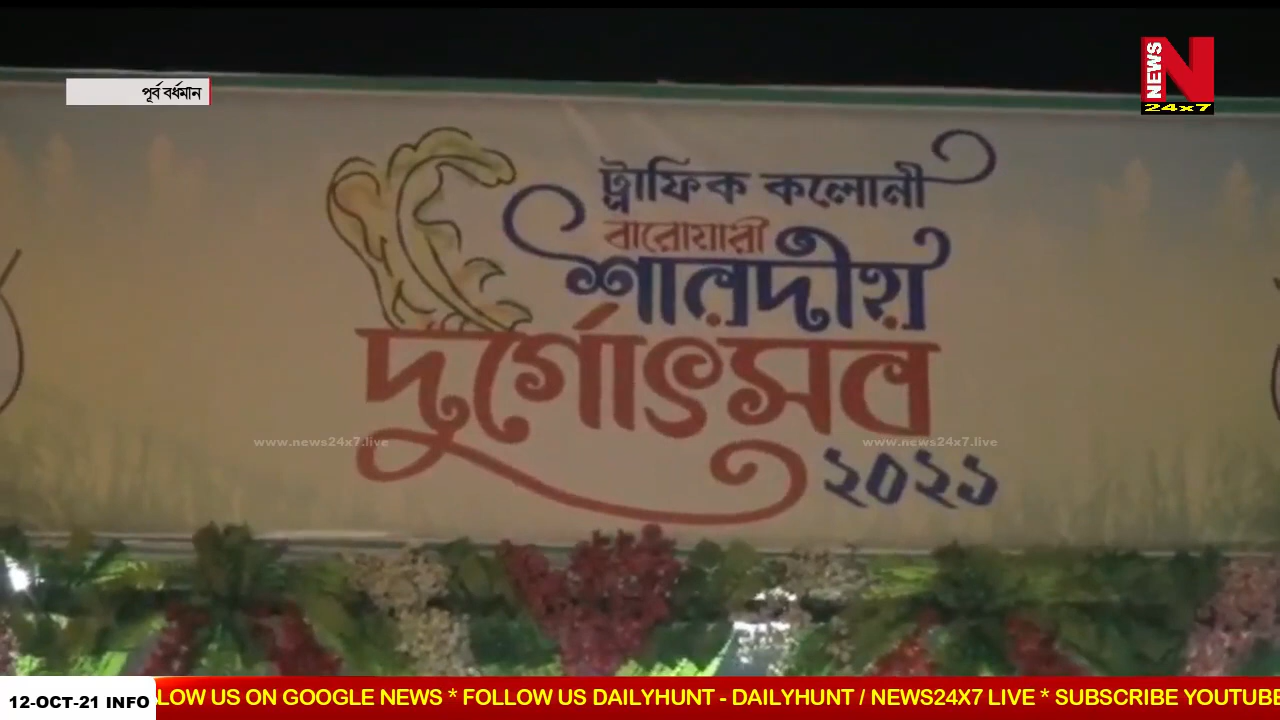 পূর্ব বর্ধমান
NEWS
N
24x7
ট্রাফিক কলোনী
বারোয়ারী
শারদীয়
দুর্গোৎসব
২০২১
www.news24x7.live
www.news24x7.live
12-OCT-21 INFO
LOW US ON GOOGLE NEWS * FOLLOW US DAILYHUNT - DAILYHUNT / NEWS24X7 LIVE * SUBSCRIBE YOUTUBE